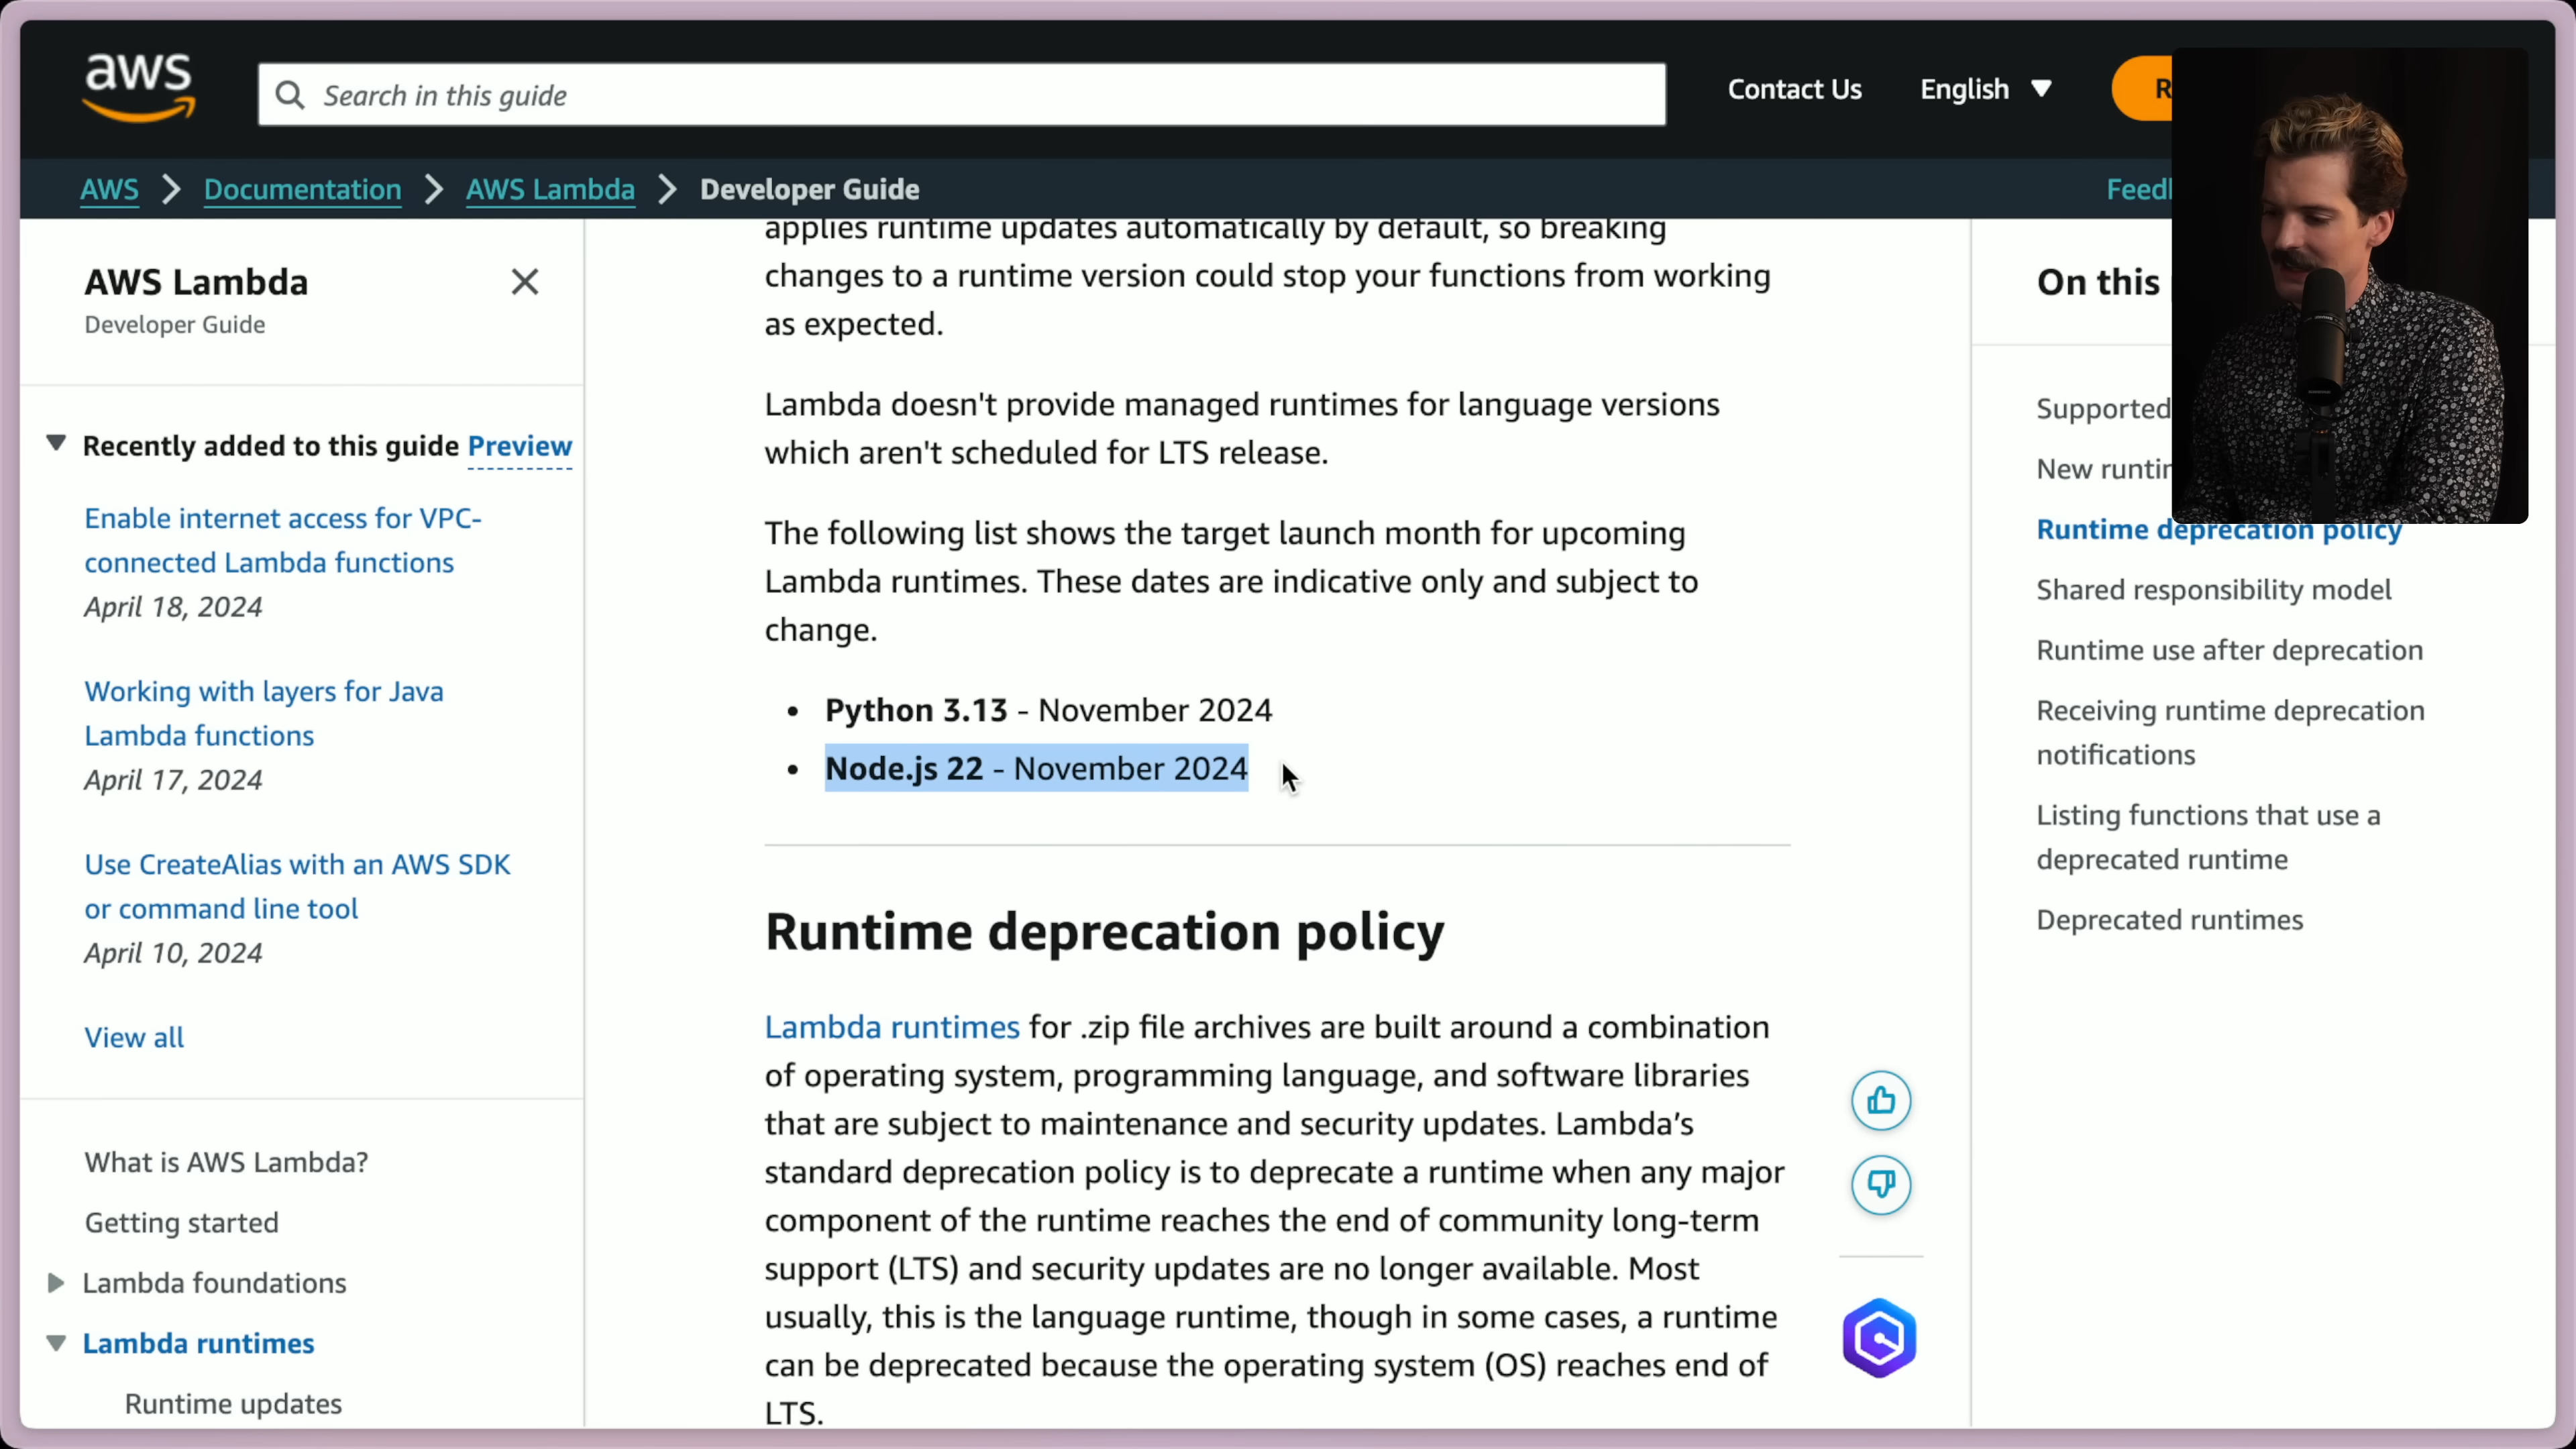 aws
Search in this guide
Contact Us
English
R
AWS
Documentation
AWS Lambda
Developer Guide
Feedb
AWS Lambda
Developer Guide
Recently added to this guide Preview
Enable internet access for VPC-
connected Lambda functions
April 18, 2024
Working with layers for Java
Lambda functions
April 17, 2024
Use CreateAlias with an AWS SDK
or command line tool
April 10, 2024
View all
What is AWS Lambda?
Getting started
Lambda foundations
Lambda runtimes
Runtime updates
applies runtime updates automatically by default, so breaking
changes to a runtime version could stop your functions from working
as expected.
Lambda doesn't provide managed runtimes for language versions
which aren't scheduled for LTS release.
The following list shows the target launch month for upcoming
Lambda runtimes. These dates are indicative only and subject to
change.
• Python 3.13 - November 2024
• Node.js 22 - November 2024
Runtime deprecation policy
Lambda runtimes for .zip file archives are built around a combination
of operating system, programming language, and software libraries
that are subject to maintenance and security updates. Lambda’s
standard deprecation policy is to deprecate a runtime when any major
component of the runtime reaches the end of community long-term
support (LTS) and security updates are no longer available. Most
usually, this is the language runtime, though in some cases, a runtime
can be deprecated because the operating system (OS) reaches end of
LTS.
On this
Supported
New runtim
Runtime deprecation policy
Shared responsibility model
Runtime use after deprecation
Receiving runtime deprecation
notifications
Listing functions that use a
deprecated runtime
Deprecated runtimes